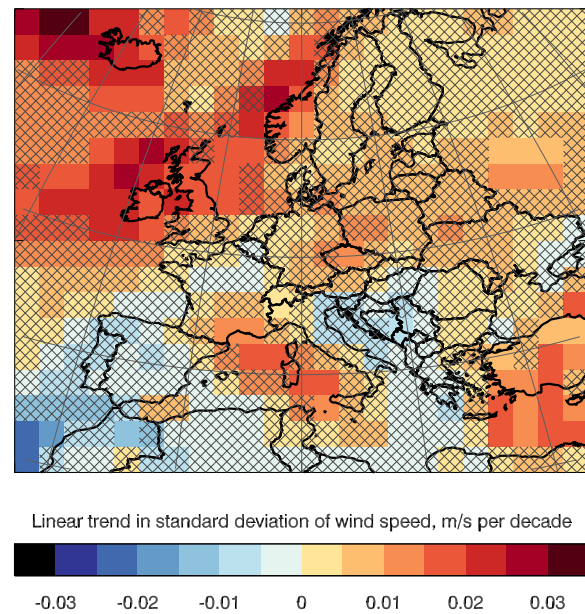 Linear trend in standard deviation of wind speed, m/s per decade
-0.03 -0.02 -0.01 0 0.01 0.02 0.03